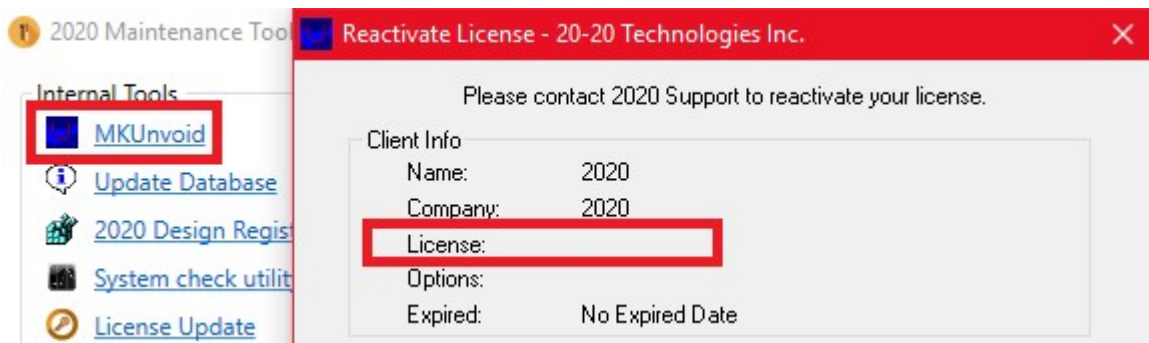 2020 Maintenance Tool
Internal Tools
MKUnvoid
Update Database
2020 Design Regis
System check utilit
License Update
Reactivate License - 20-20 Technologies Inc.
Please contact 2020 Support to reactivate your license.
Client Info
Name: 2020
Company: 2020
License:
Options:
Expired: No Expired Date